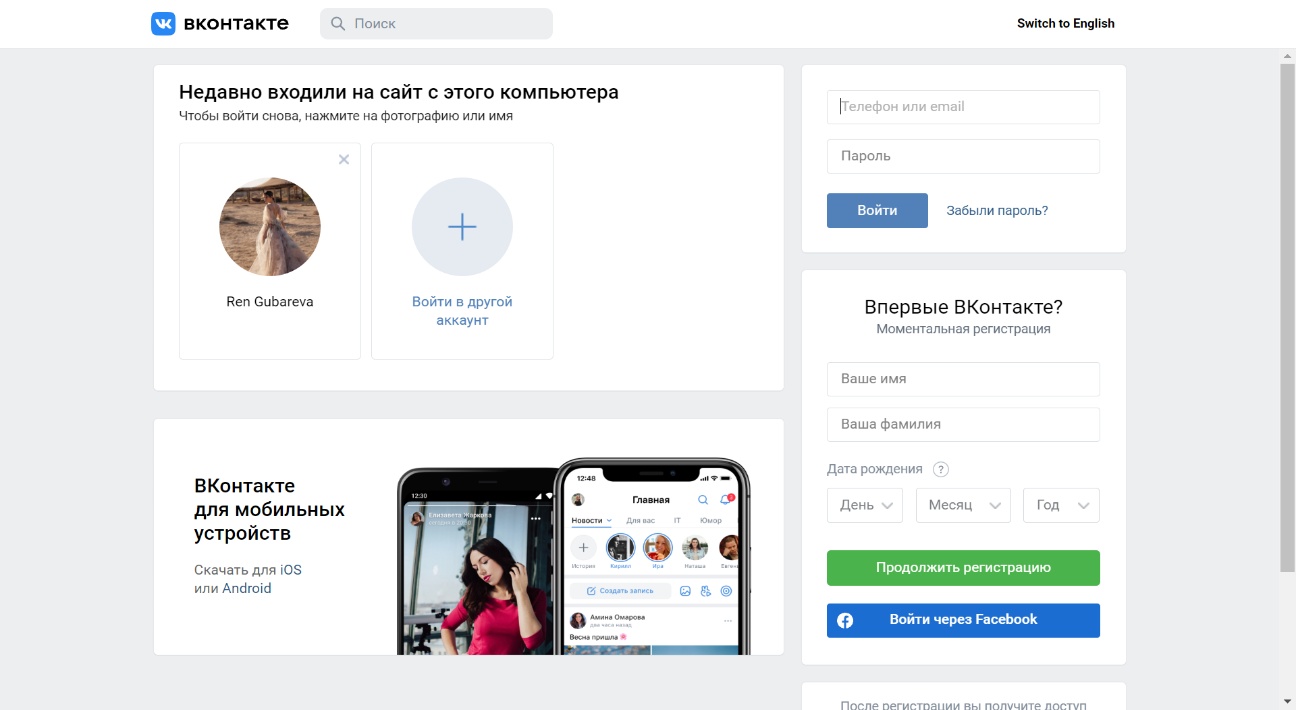 вконтакте
Поиск
Switch to English
Недавно входили на сайт с этого компьютера
Чтобы войти снова, нажмите на фотографию или имя
Ren Gubareva
Войти в другой
аккаунт
Телефон или email
Пароль
Войти
Забыли пароль?
Впервые ВКонтакте?
Моментальная регистрация
Ваше имя
Ваша фамилия
Дата рождения ?
День
Месяц
Год
Продолжить регистрацию
Войти через Facebook
После регистрации вы получите доступ
ВКонтакте
для мобильных
устройств
Скачать для iOS
или Android
12:30
Елизавета Жаркова
12:48
Главная
Новости
Для вас
IT
Юмор
История
Кирилл
Ира
Наташа
Создать запись
Амина Омарова
два часа назад
Весна пришла